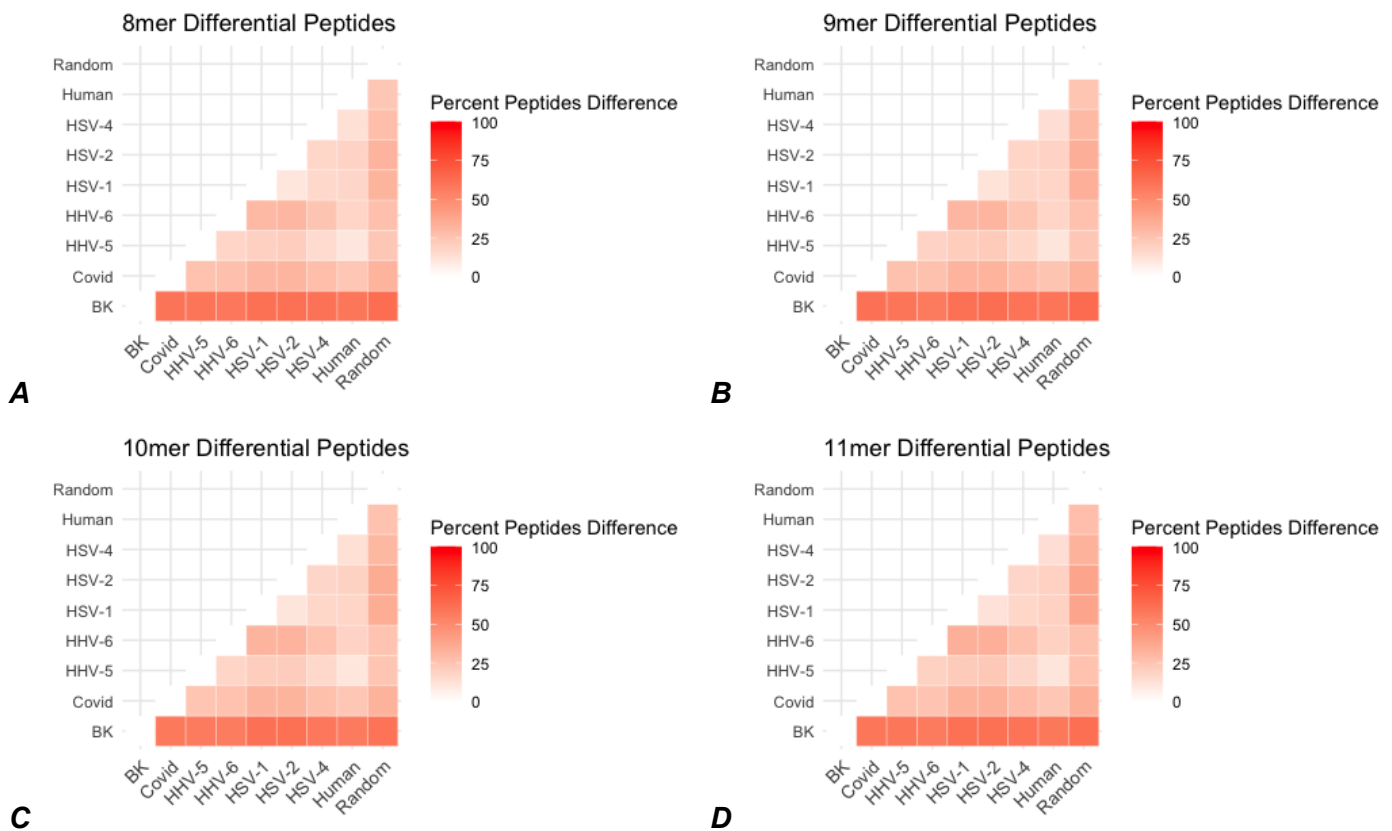 8mer Differential Peptides
Random
Human
HSV-4
HSV-2
HSV-1
HHV-6
HHV-5
Covid
BK
BK
Covid
HHV-5
HHV-6
HSV-1
HSV-2
HSV-4
Human
Random
Percent Peptides Difference
100
75
50
25
0
A
9mer Differential Peptides
Random
Human
HSV-4
HSV-2
HSV-1
HHV-6
HHV-5
Covid
BK
BK
Covid
HHV-5
HHV-6
HSV-1
HSV-2
HSV-4
Human
Random
Percent Peptides Difference
100
75
50
25
0
B
10mer Differential Peptides
Random
Human
HSV-4
HSV-2
HSV-1
HHV-6
HHV-5
Covid
BK
BK
Covid
HHV-5
HHV-6
HSV-1
HSV-2
HSV-4
Human
Random
Percent Peptides Difference
100
75
50
25
0
C
11mer Differential Peptides
Random
Human
HSV-4
HSV-2
HSV-1
HHV-6
HHV-5
Covid
BK
BK
Covid
HHV-5
HHV-6
HSV-1
HSV-2
HSV-4
Human
Random
Percent Peptides Difference
100
75
50
25
0
D